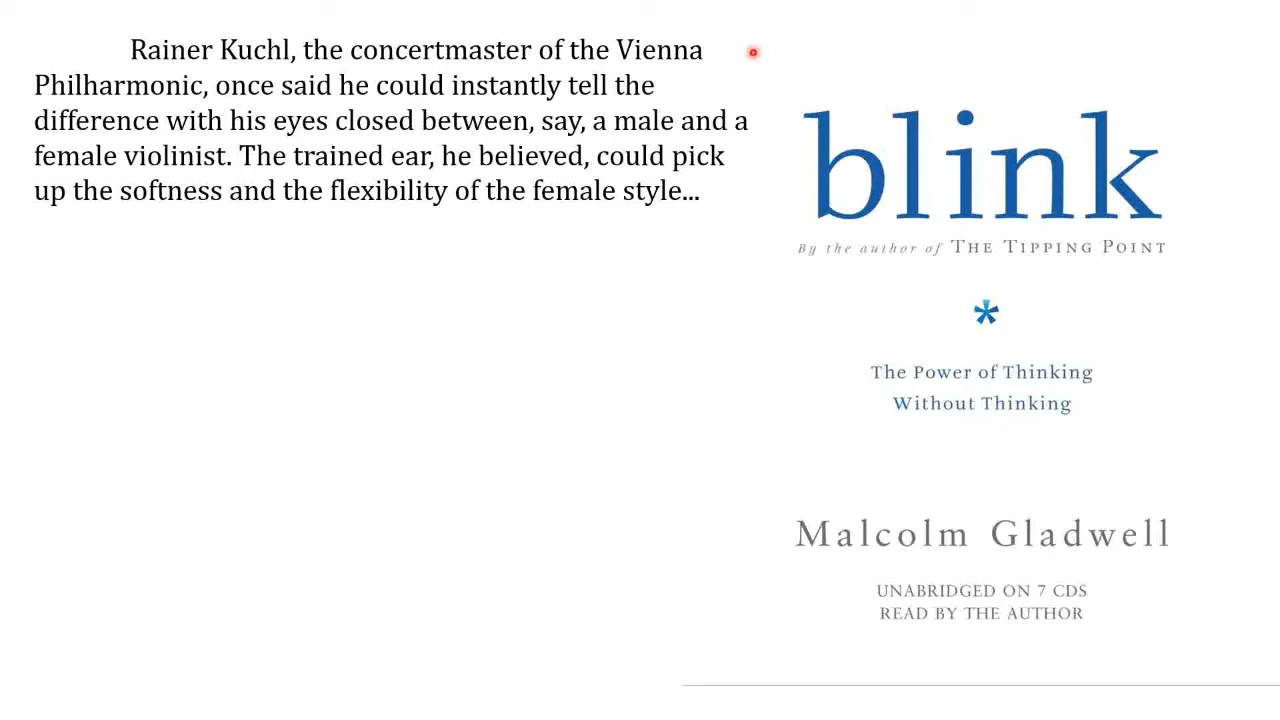 Rainer Kuchl, the concertmaster of the Vienna
Philharmonic, once said he could instantly tell the
difference with his eyes closed between, say, a male and a
female violinist. The trained ear, he believed, could pick
up the softness and the flexibility of the female style...
blink
By the author of THE TIPPING POINT
*
The Power of Thinking
Without Thinking
Malcolm Gladwell
UNABRIDGED ON 7 CDS
READ BY THE AUTHOR